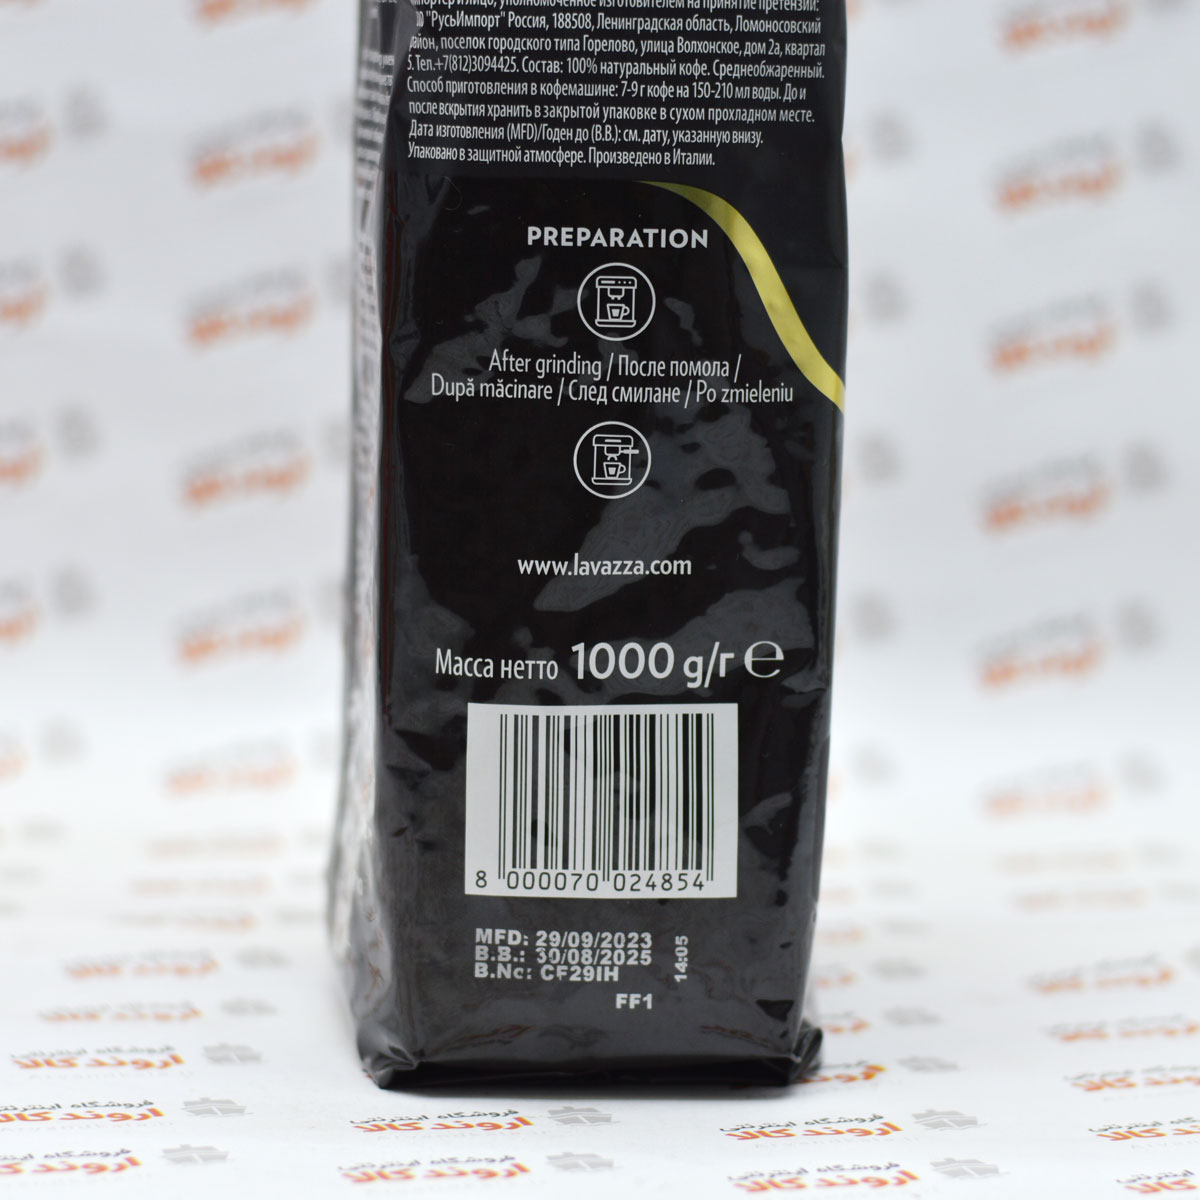 импортер и лицо, уполномоченное изготовителем на принятие претензий:
"РусьИмпорт" Россия, 188508, Ленинградская область, Ломоносовский
район, поселок городского типа Горелово, улица Волхонское, дом 2а, квартал
5. Тел.+7(812)3094425. Состав: 100% натуральный кофе. Среднеобжаренный.
Способ приготовления в кофемашине: 7-9 г кофе на 150-210 мл воды. До и
после вскрытия хранить в закрытой упаковке в сухом прохладном месте.
Дата изготовления (MFD)/Годен до (B.B.): см. дату, указанную внизу.
Упаковано в защитной атмосфере. Произведено в Италии.
PREPARATION
After grinding / После помола /
După măcinare / След смилане / Po zmieleniu
www.lavazza.com
Масса нетто 1000 g/г ℮
8 000070 024854
MFD: 29/09/2023
B.B.: 30/08/2025
B.No: CF29IH
14:05
FF1
فروشگاه اینترنتی
اروند کالا